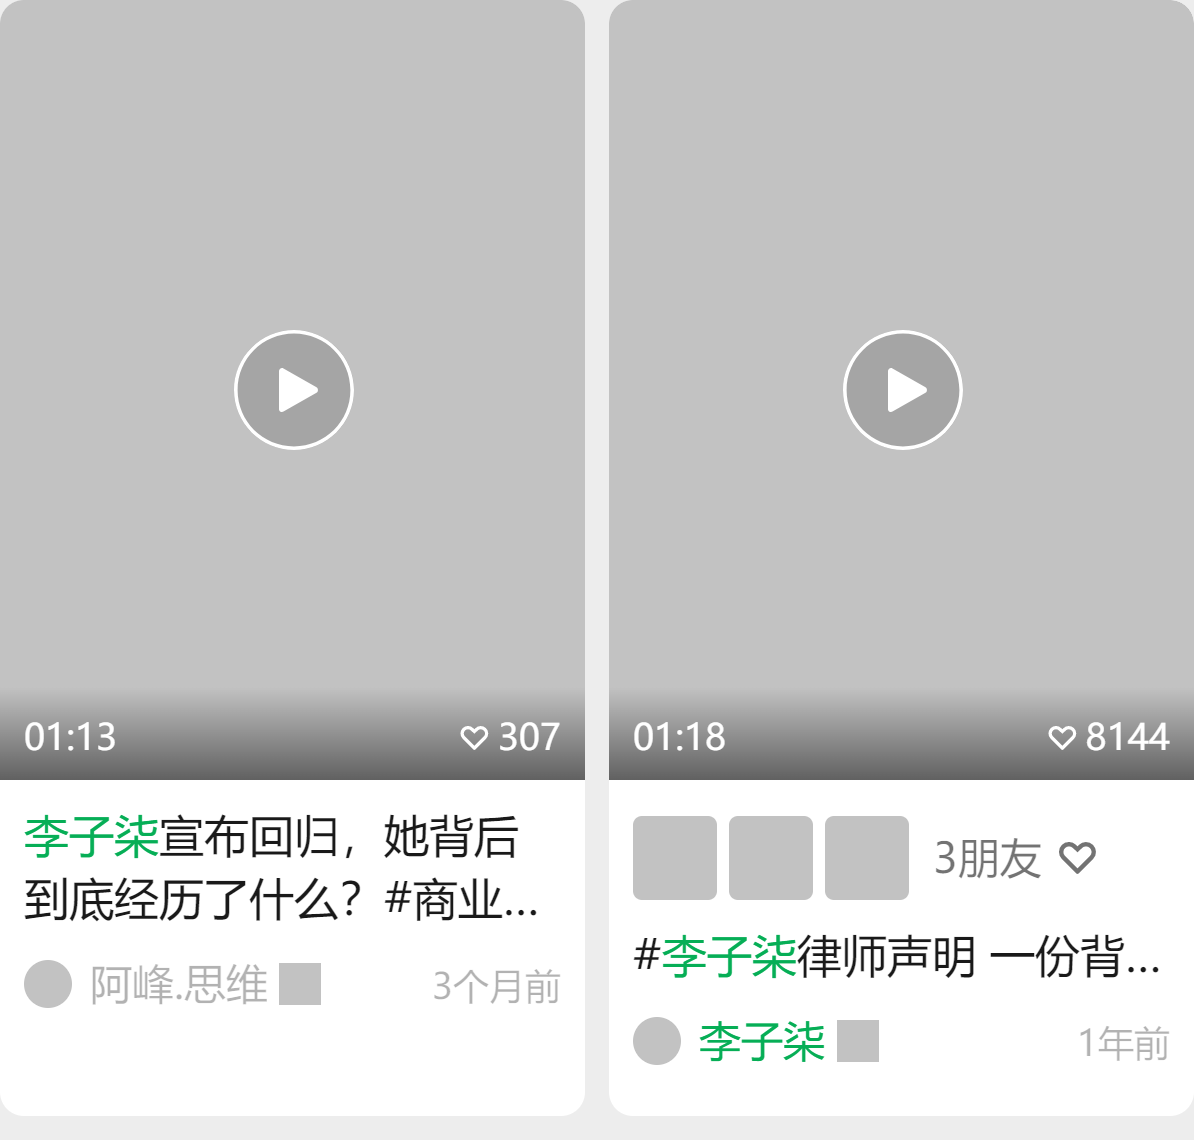 01:13
307
李子柒宣布回归，她背后
到底经历了什么？#商业...
阿峰.思维
3个月前
01:18
8144
3朋友
#李子柒律师声明 一份背...
李子柒
1年前